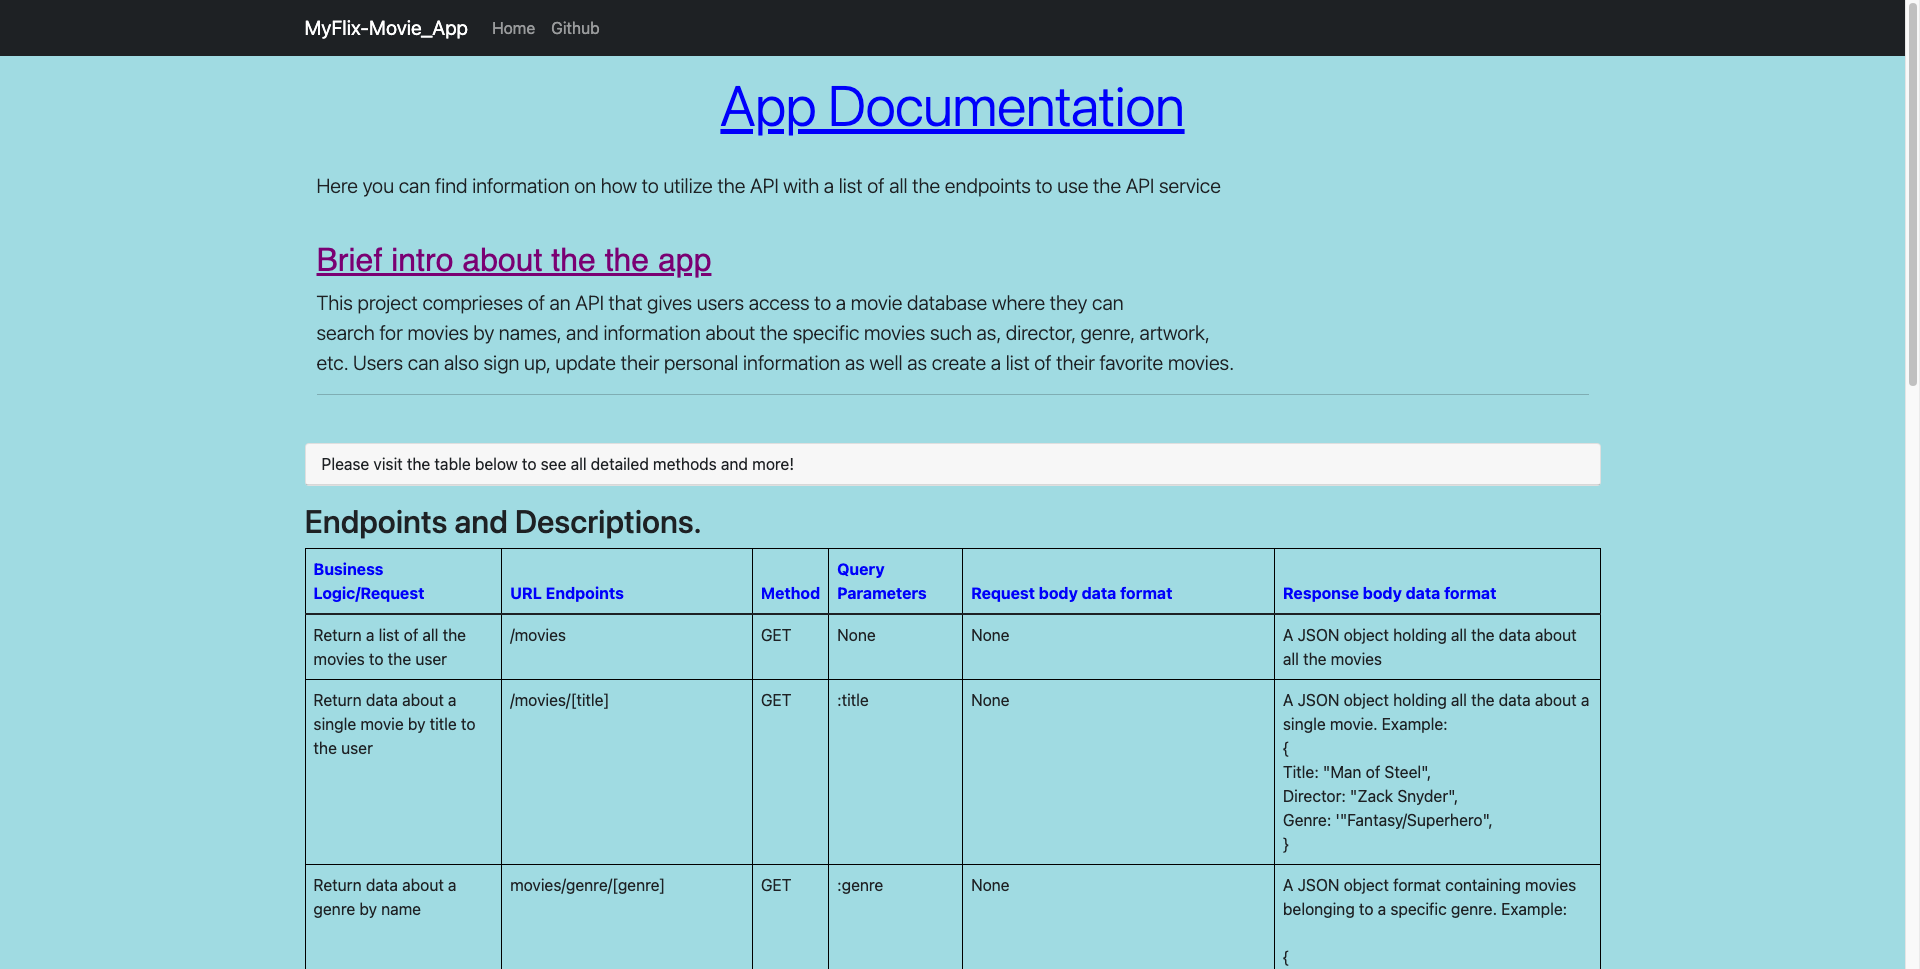 MyFlix-Movie_App Home Github
App Documentation
Here you can find information on how to utilize the API with a list of all the endpoints to use the API service
Brief intro about the the app
This project comprieses of an API that gives users access to a movie database where they can
search for movies by names, and information about the specific movies such as, director, genre, artwork,
etc. Users can also sign up, update their personal information as well as create a list of their favorite movies.
Please visit the table below to see all detailed methods and more!
Endpoints and Descriptions.
Business
Logic/Request
URL Endpoints
Method
Query
Parameters
Request body data format
Response body data format
Return a list of all the
movies to the user
/movies
GET
None
None
A JSON object holding all the data about
all the movies
Return data about a
single movie by title to
the user
/movies/[title]
GET
:title
None
A JSON object holding all the data about a
single movie. Example:
{
Title: "Man of Steel",
Director: "Zack Snyder",
Genre: '"Fantasy/Superhero",
}
Return data about a
genre by name
movies/genre/[genre]
GET
:genre
None
A JSON object format containing movies
belonging to a specific genre. Example:
{